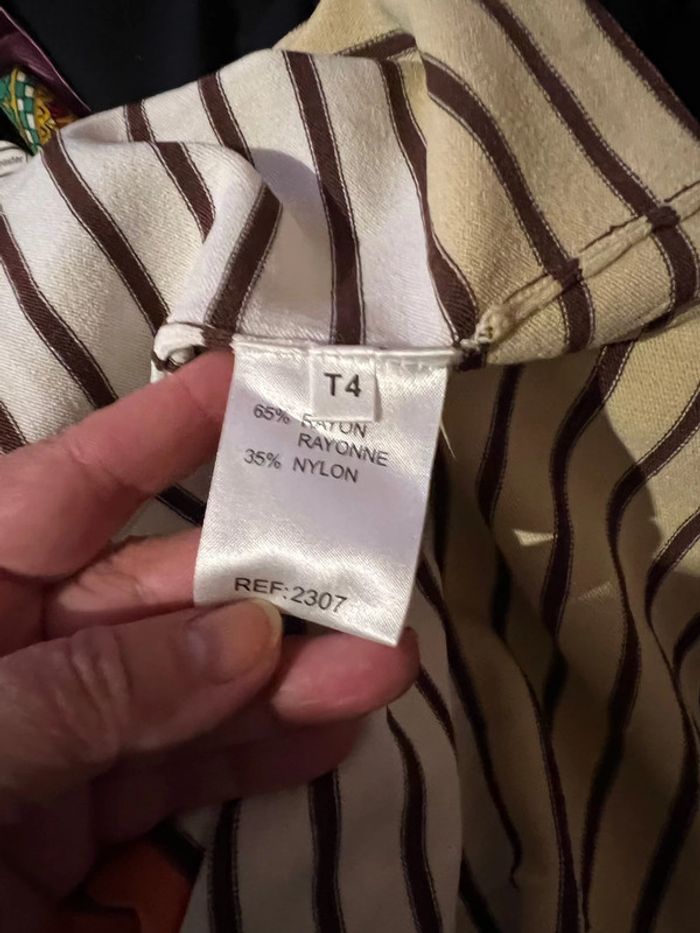 T4
65% RAYON
RAYONNE
35% NYLON
REF:2307